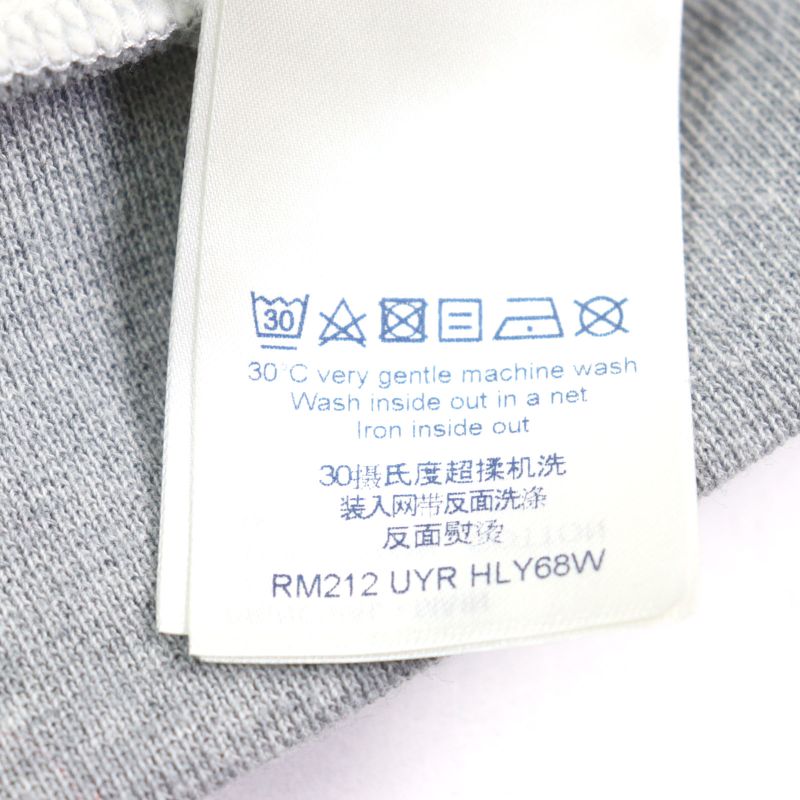 30
30°C very gentle machine wash
Wash inside out in a net
Iron inside out
30摄氏度超揉机洗
装入网带反面洗涤
反面熨烫
RM212 UYR HLY68W